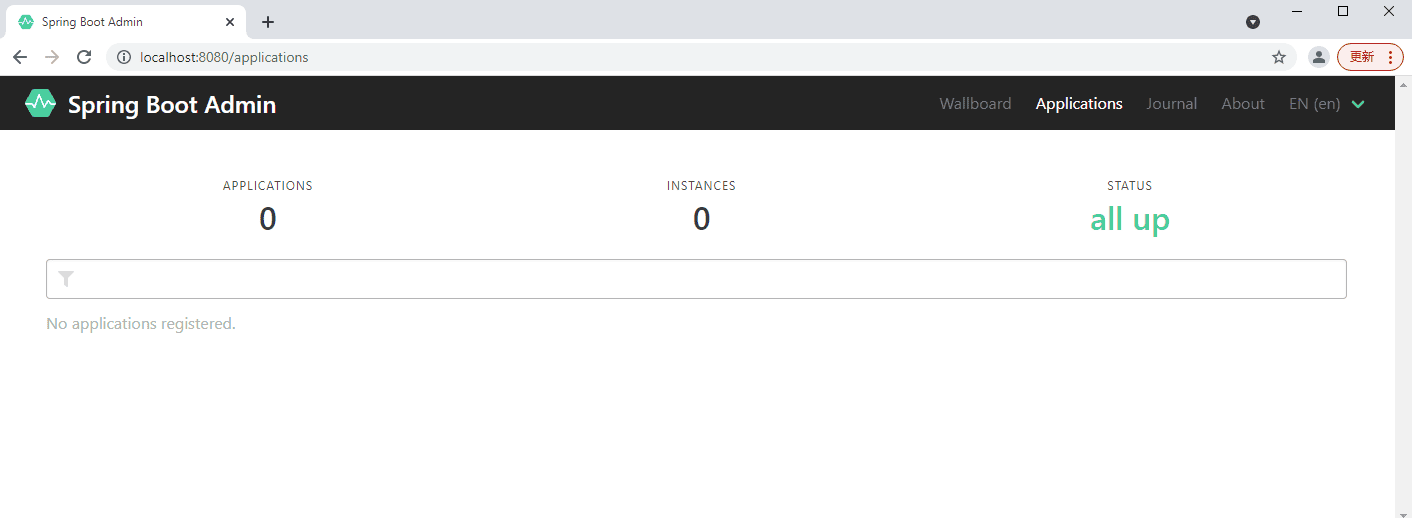 Spring Boot Admin
localhost:8080/applications
更新
Spring Boot Admin
Wallboard Applications Journal About EN (en)
APPLICATIONS INSTANCES STATUS
0 0 all up
No applications registered.